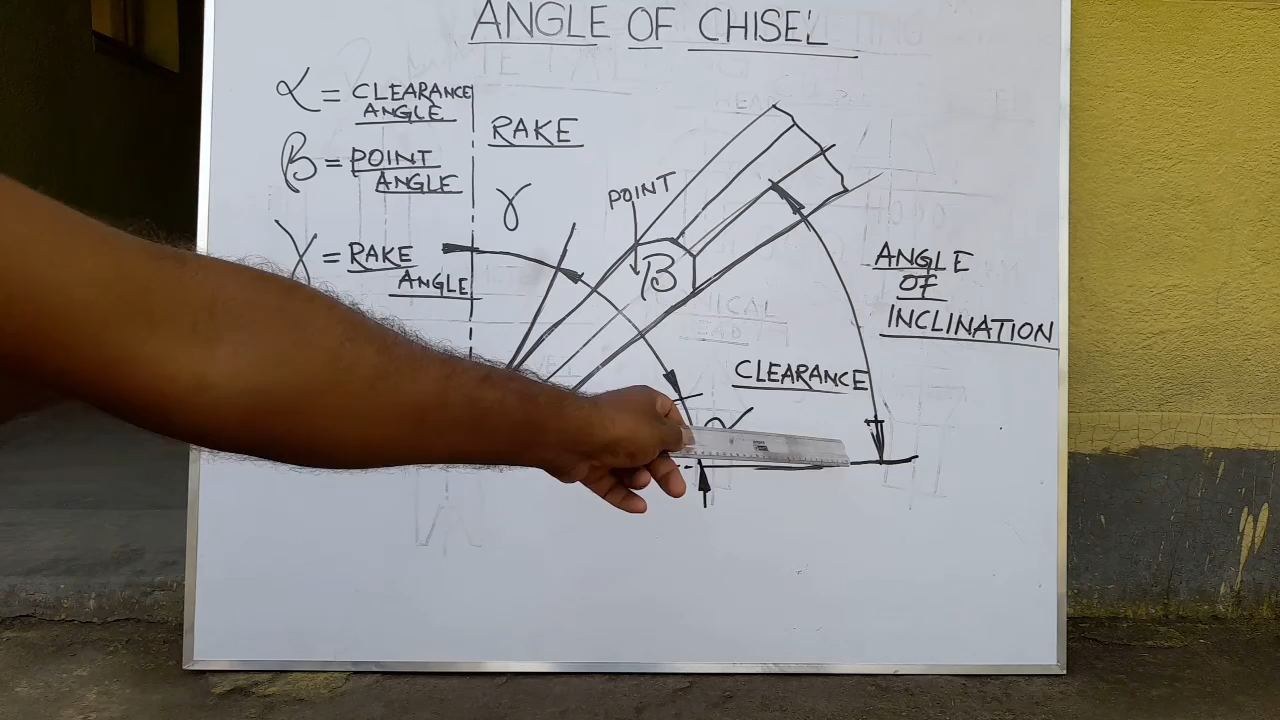 ANGLE OF CHISEL
α = CLEARANCE
ANGLE
β = POINT
ANGLE
γ = RAKE
ANGLE
RAKE
γ
POINT
β
ANGLE
OF
INCLINATION
CLEARANCE
α